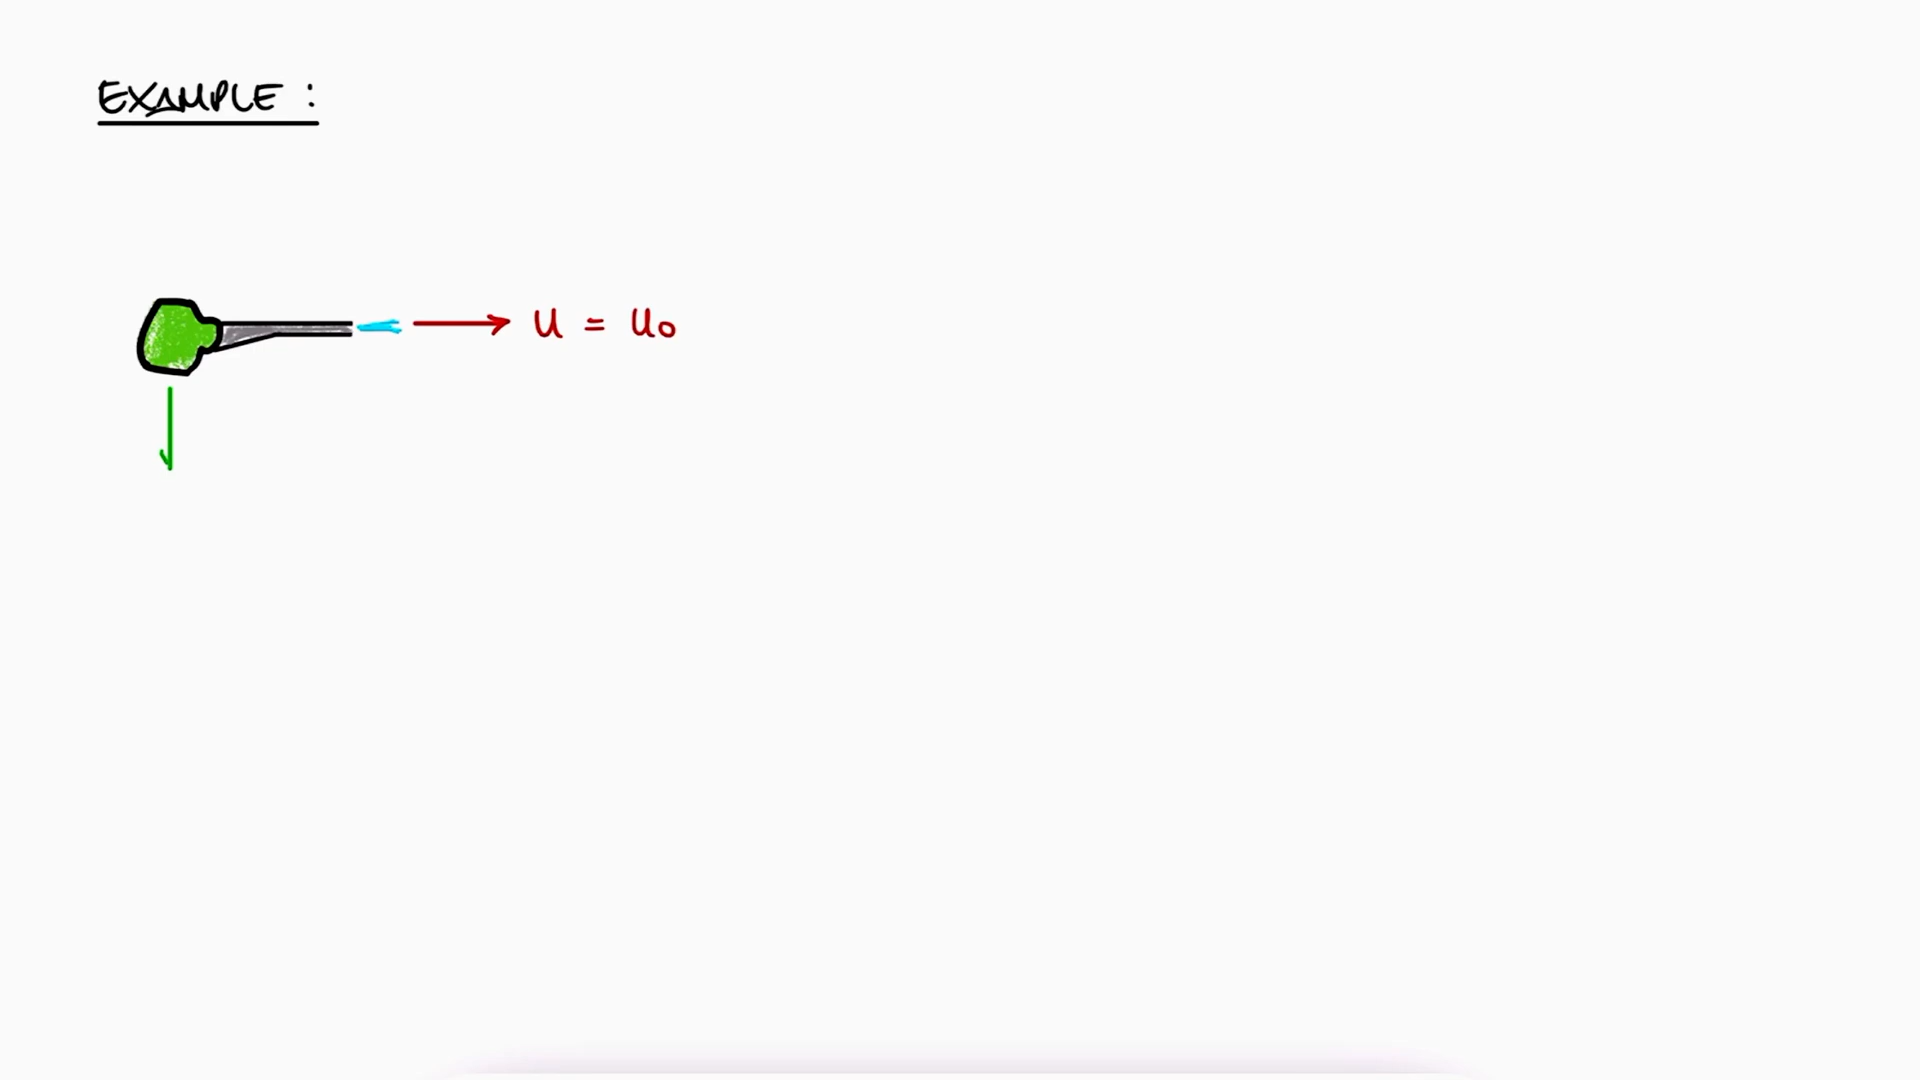 EXAMPLE :
u = u₀